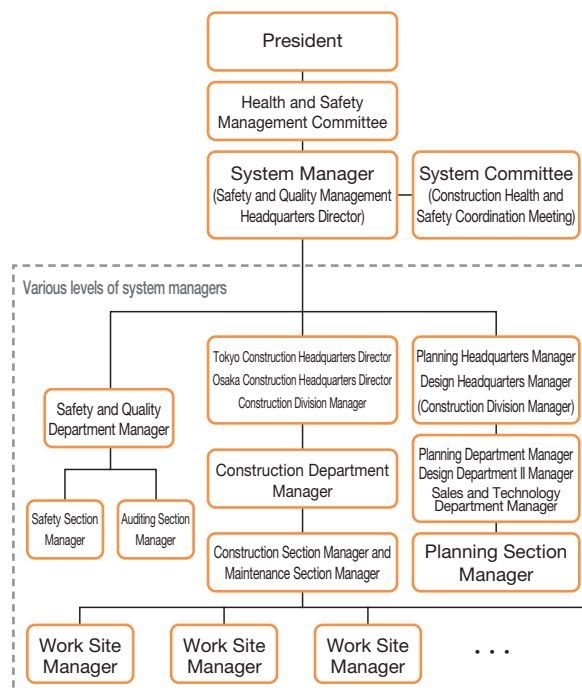 President
Health and Safety
Management Committee
System Manager
(Safety and Quality Management
Headquarters Director)
System Committee
(Construction Health and
Safety Coordination Meeting)
Various levels of system managers
Safety and Quality
Department Manager
Safety Section
Manager
Auditing Section
Manager
Tokyo Construction Headquarters Director
Osaka Construction Headquarters Director
Construction Division Manager
Construction Department
Manager
Construction Section Manager and
Maintenance Section Manager
Planning Headquarters Manager
Design Headquarters Manager
(Construction Division Manager)
Planning Department Manager
Design Department II Manager
Sales and Technology
Department Manager
Planning Section
Manager
Work Site
Manager
Work Site
Manager
Work Site
Manager
...